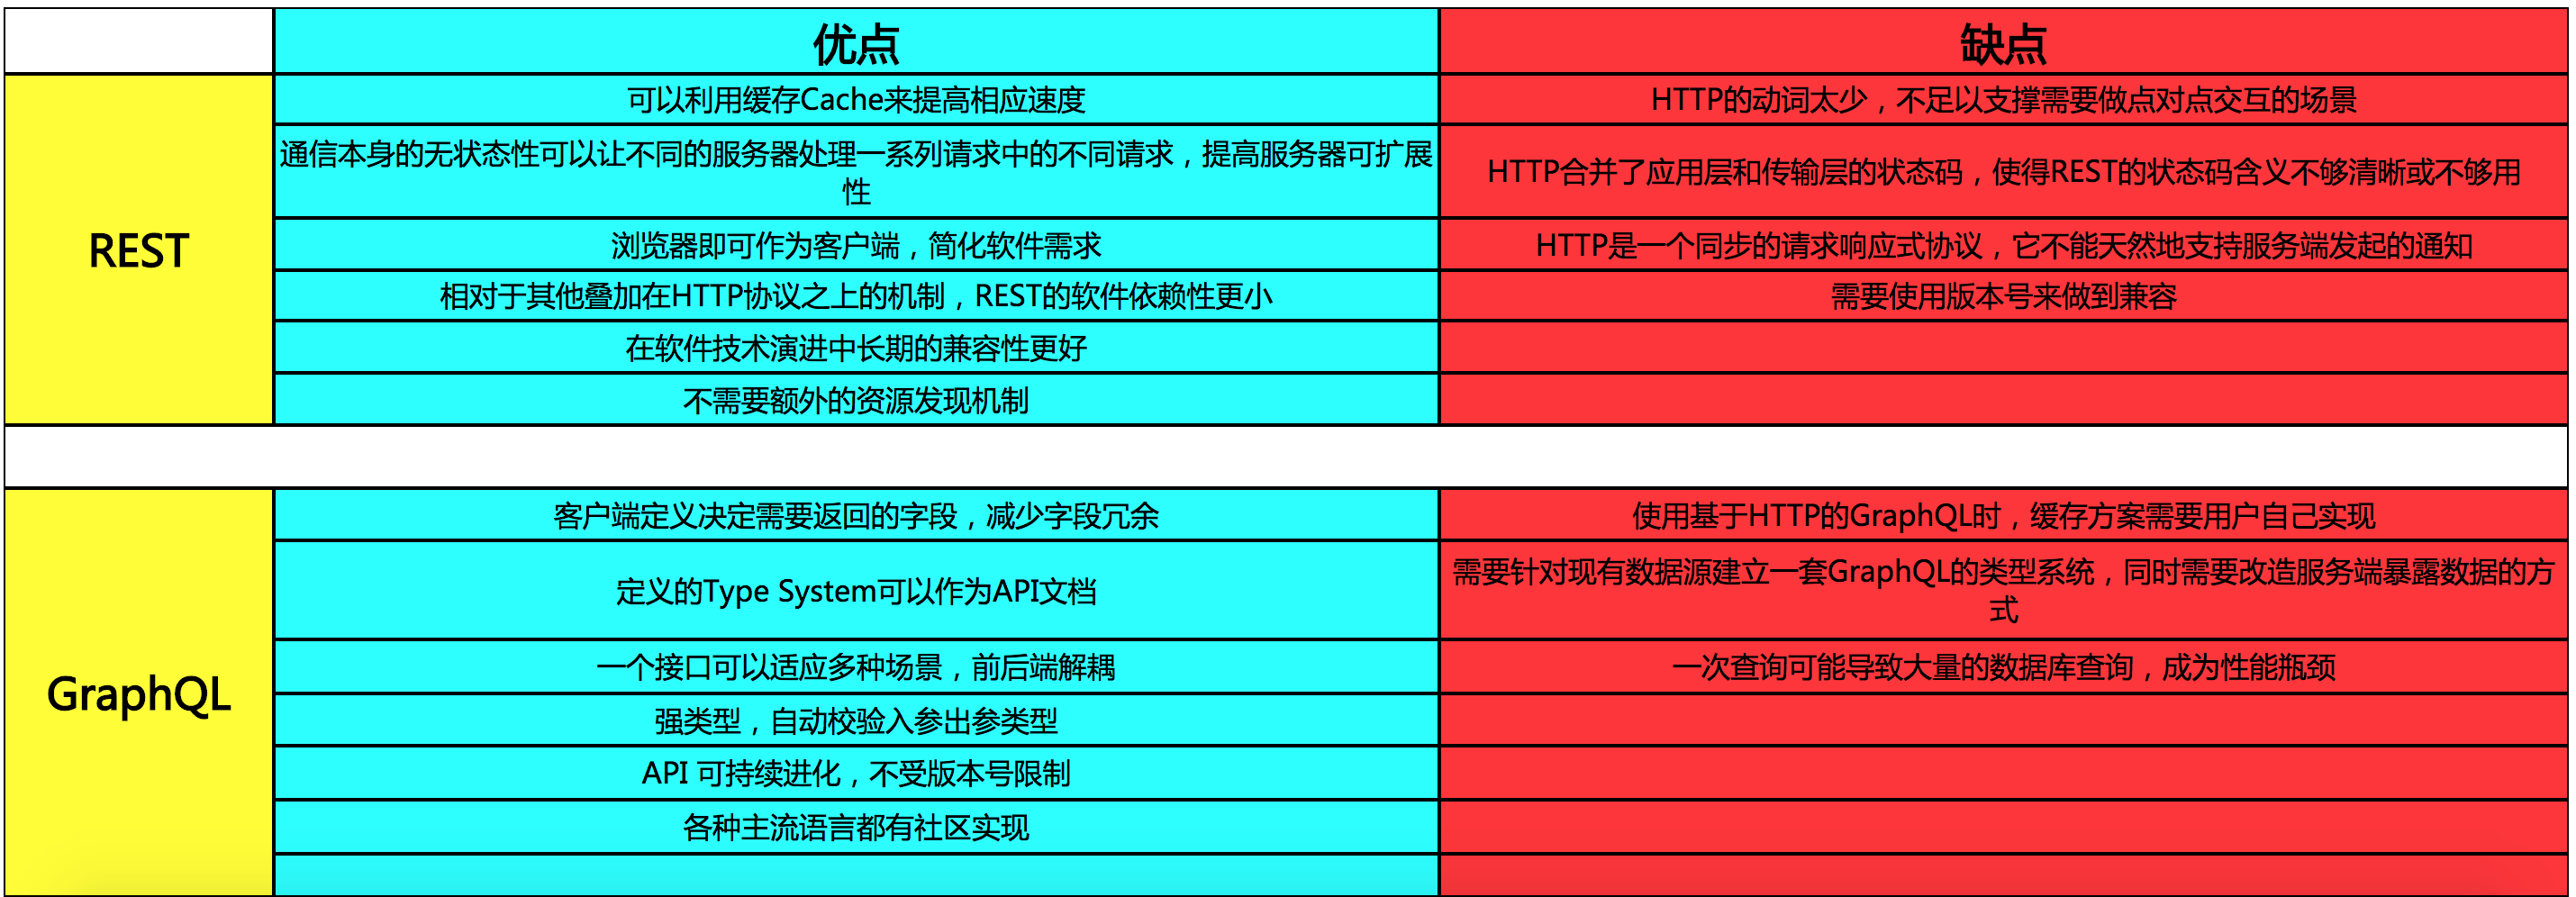 优点
缺点
REST
可以利用缓存Cache来提高相应速度
HTTP的动词太少，不足以支撑需要做点对点交互的场景
通信本身的无状态性可以让不同的服务器处理一系列请求中的不同请求，提高服务器可扩展
性
HTTP合并了应用层和传输层的状态码，使得REST的状态码含义不够清晰或不够用
浏览器即可作为客户端，简化软件需求
HTTP是一个同步的请求响应式协议，它不能天然地支持服务端发起的通知
相对于其他叠加在HTTP协议之上的机制，REST的软件依赖性更小
需要使用版本号来做到兼容
在软件技术演进中长期的兼容性更好
不需要额外的资源发现机制
GraphQL
客户端定义决定需要返回的字段，减少字段冗余
使用基于HTTP的GraphQL时，缓存方案需要用户自己实现
定义的Type System可以作为API文档
需要针对现有数据源建立一套GraphQL的类型系统，同时需要改造服务端暴露数据的方
式
一个接口可以适应多种场景，前后端解耦
一次查询可能导致大量的数据库查询，成为性能瓶颈
强类型，自动校验入参出参类型
API 可持续进化，不受版本号限制
各种主流语言都有社区实现